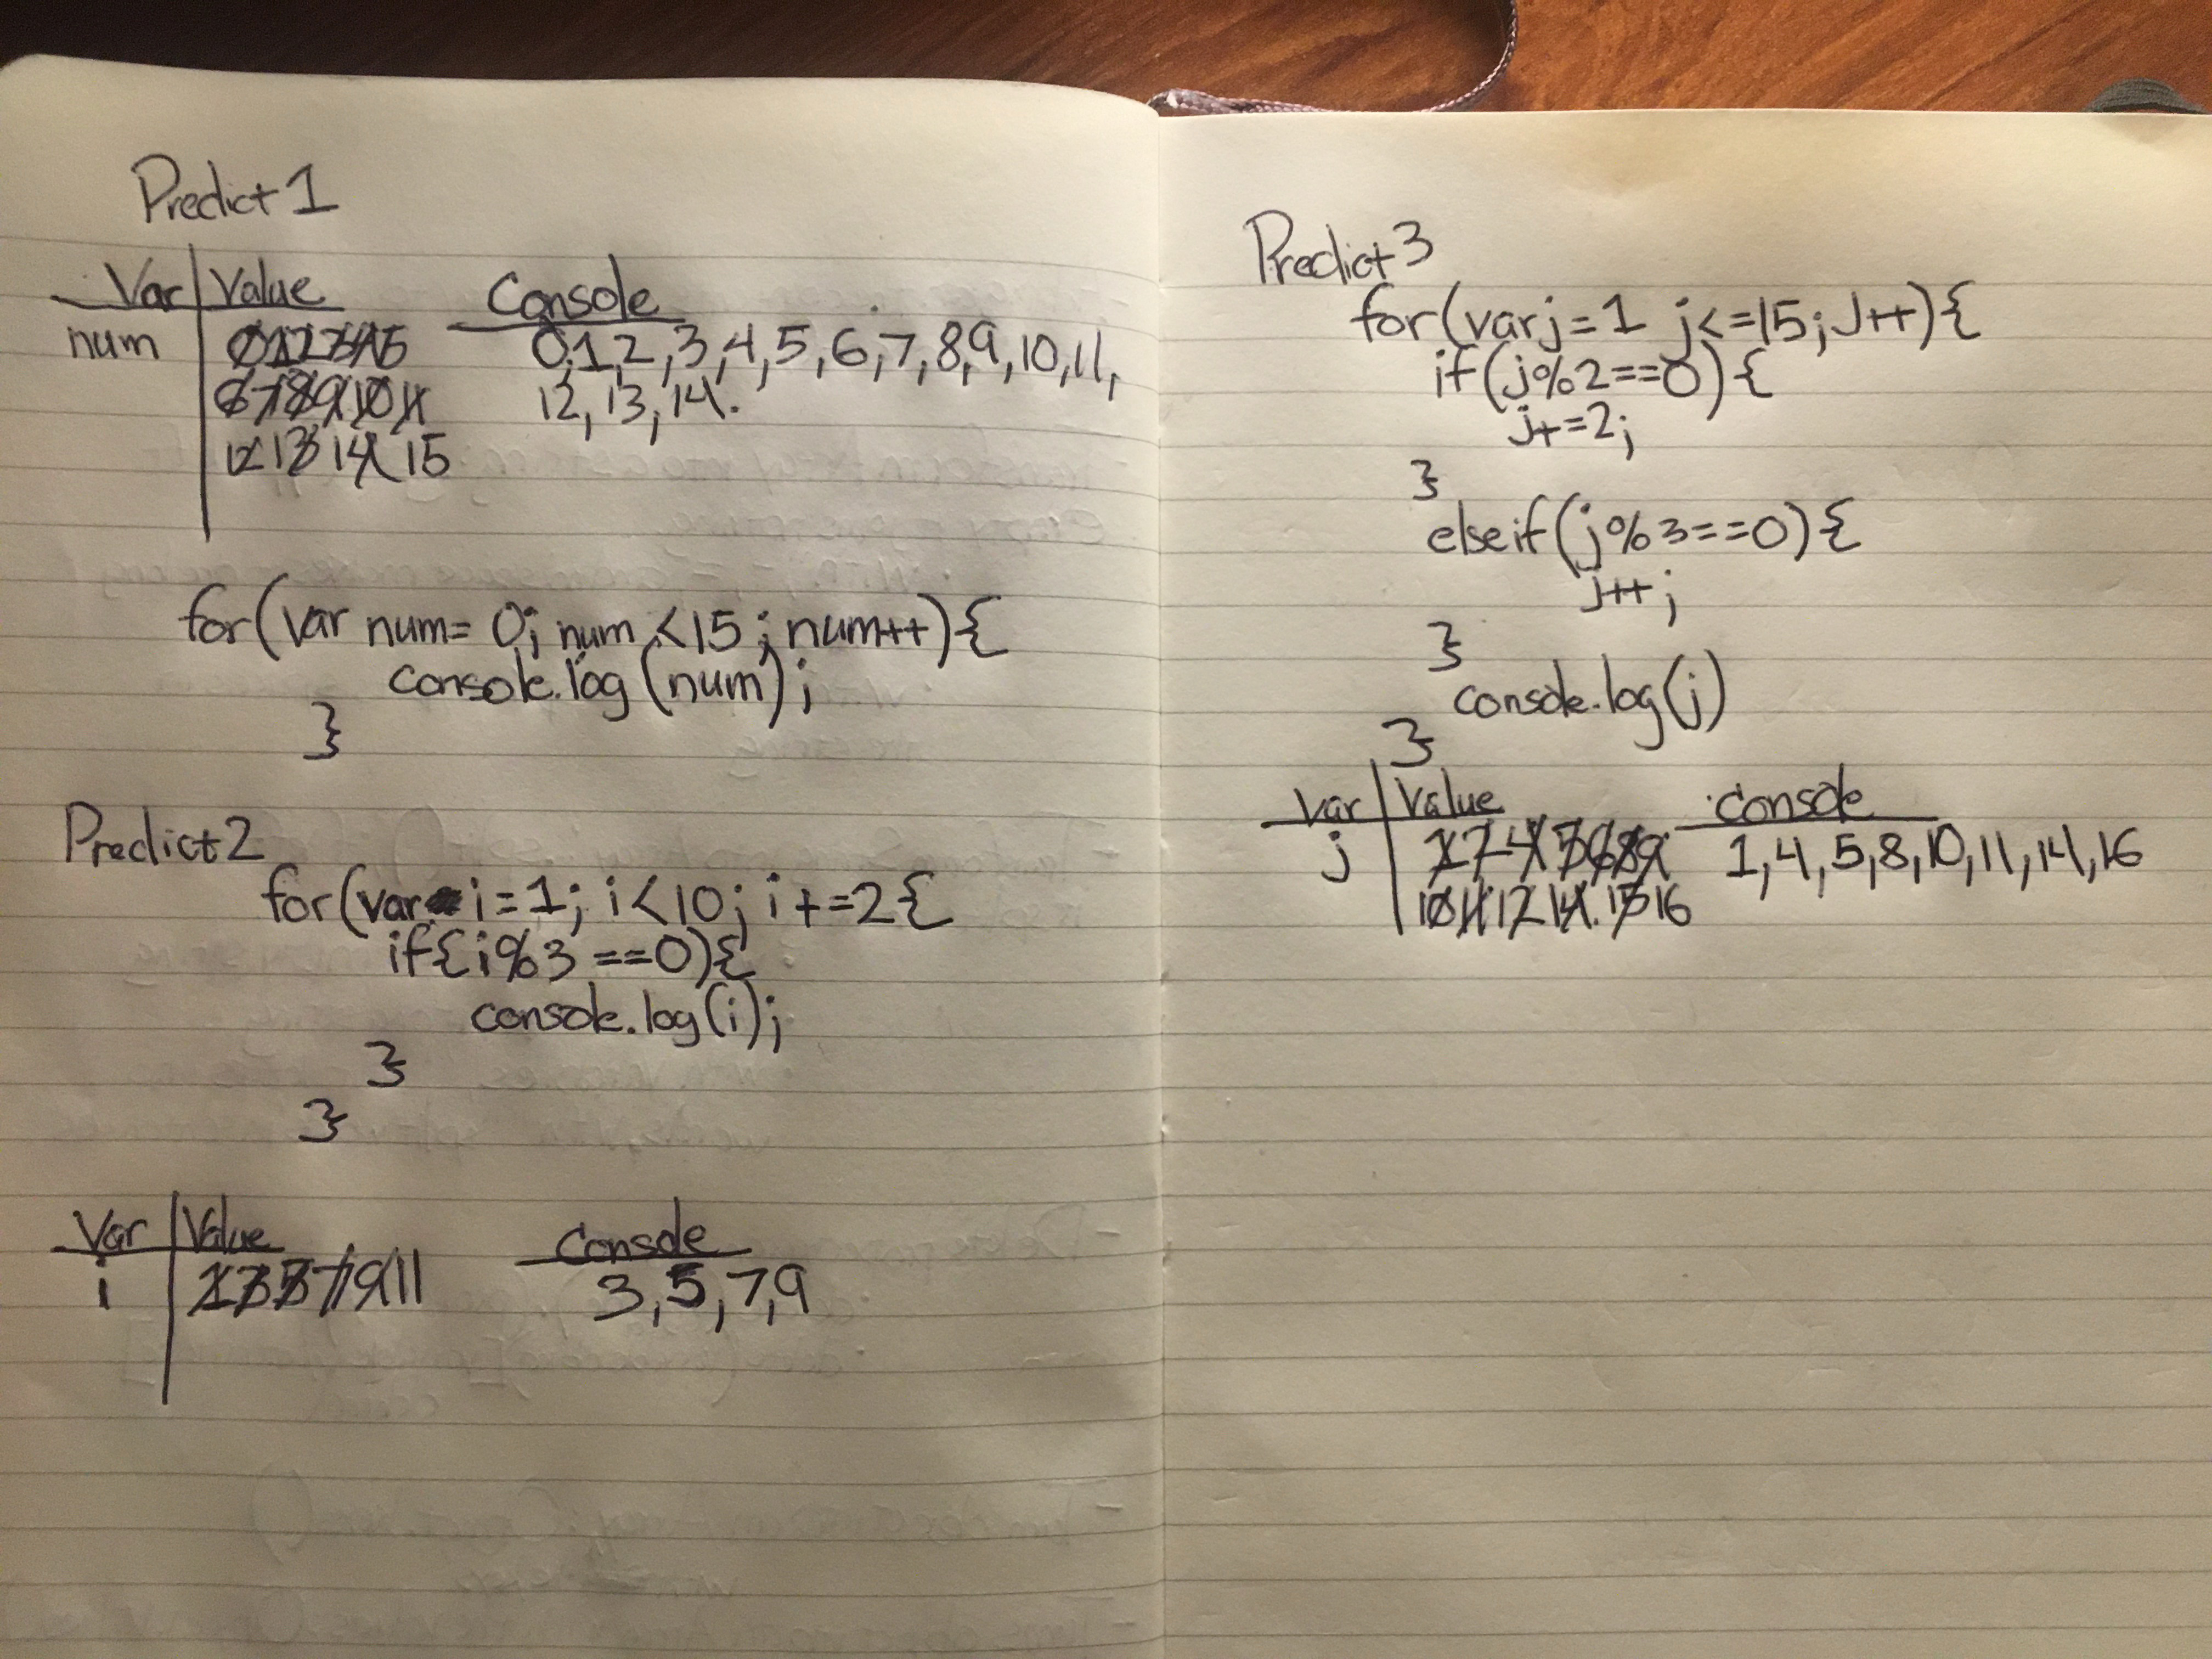 Predict 1
Var Value Console
num 0 1 2 3 4 5 0,1,2,3,4,5,6,7,8,9,10,11,
6 7 8 9 10 11 12,13,14.
12 13 14 15
for(var num= 0; num <15; num++){
console.log(num);
}
Predict 2
for(var i=1; i<10; i+=2{
if{i%3==0){
console.log(i);
}
}
Var Value Console
i 1 3 5 7 9 11 3,5,7,9
Predict 3
for(var j=1 j<=15; J++){
if(j%2==0){
j+=2;
}
else if(j%3==0){
j++;
}
console.log(j)
}
var Value console
j 1 2 4 5 6 8 9 1,4,5,8,10,11,14,16
10 11 12 14. 15 16